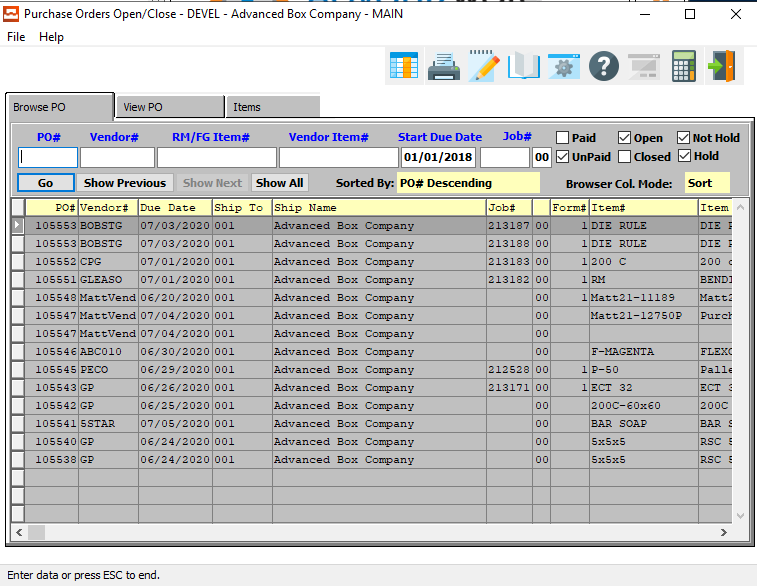 Purchase Orders Open/Close - DEVEL - Advanced Box Company - MAIN
File Help
Browse PO View PO Items
PO# Vendor# RM/FG Item# Vendor Item# Start Due Date Job# Paid Open Not Hold
01/01/2018 00 UnPaid Closed Hold
Go Show Previous Show Next Show All Sorted By: PO# Descending Browser Col. Mode: Sort
PO# Vendor# Due Date Ship To Ship Name Job# Form# Item# Item
105553 BOBSTG 07/03/2020 001 Advanced Box Company 213187 00 1 DIE RULE DIE R
105553 BOBSTG 07/03/2020 001 Advanced Box Company 213188 00 1 DIE RULE DIE R
105552 CPG 07/01/2020 001 Advanced Box Company 213183 00 1 200 C 200 c
105551 GLEASO 07/01/2020 001 Advanced Box Company 213182 00 1 RM BENDI
105548 MattVend 06/20/2020 001 Advanced Box Company 00 1 Matt21-11189 Matt2
105547 MattVend 07/04/2020 001 Advanced Box Company 00 Matt21-12750P Purch
105547 MattVend 07/04/2020 001 Advanced Box Company 00
105546 ABC010 06/30/2020 001 Advanced Box Company 00 F-MAGENTA FLEXO
105545 PECO 06/29/2020 001 Advanced Box Company 212528 00 1 P-50 Palle
105543 GP 06/26/2020 001 Advanced Box Company 213171 00 1 ECT 32 ECT 3
105542 GP 06/25/2020 001 Advanced Box Company 00 200C-60x60 200C
105541 5STAR 07/05/2020 001 Advanced Box Company 00 BAR SOAP BAR S
105540 GP 06/24/2020 001 Advanced Box Company 00 5x5x5 RSC 5
105538 GP 06/24/2020 001 Advanced Box Company 00 5x5x5 RSC 5
Enter data or press ESC to end.